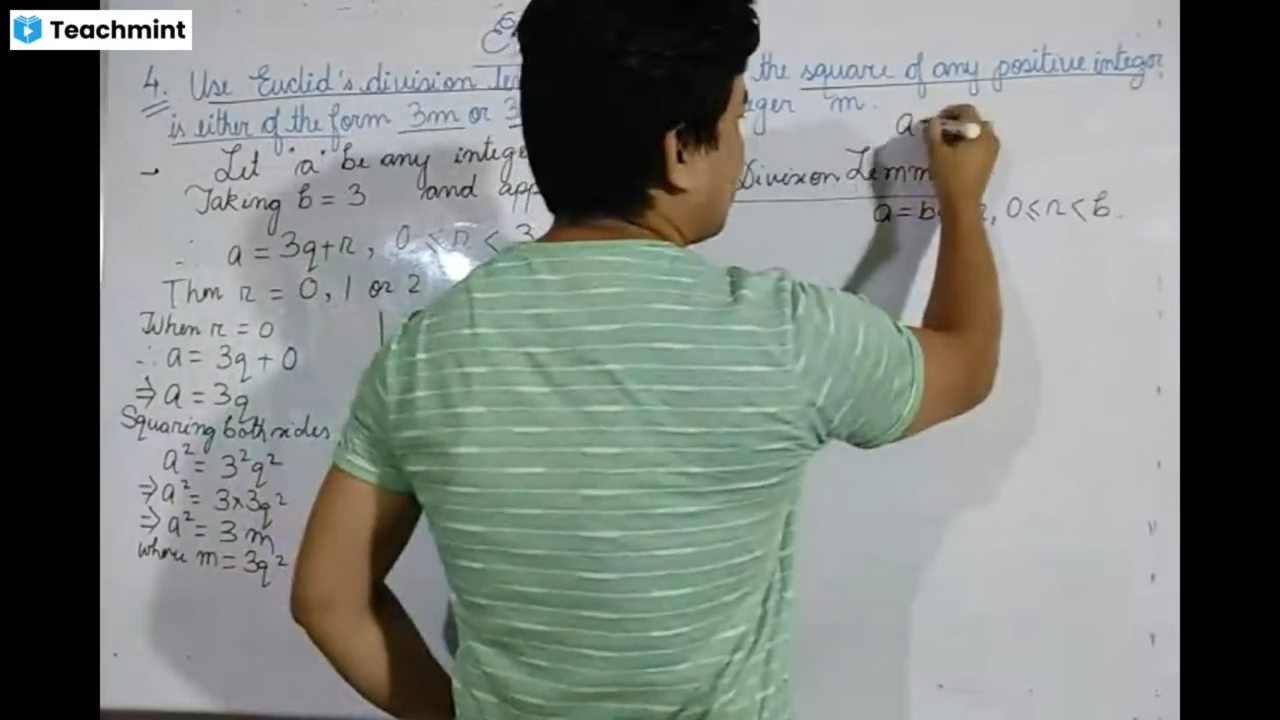 Teachmint
4. Use Euclid's division the square of any positive integer
is either of the form 3m or m.
Let 'a' be any a=
Taking b = 3 and Division
a = 3q+r, 0 ≤ r < 3 a = b , 0≤r<b.
Then r = 0, 1 or 2
When r = 0
∴ a = 3q + 0
⇒ a = 3q
Squaring both sides
a² = 3²q²
⇒ a² = 3×3q²
⇒ a² = 3 m
where m = 3q²